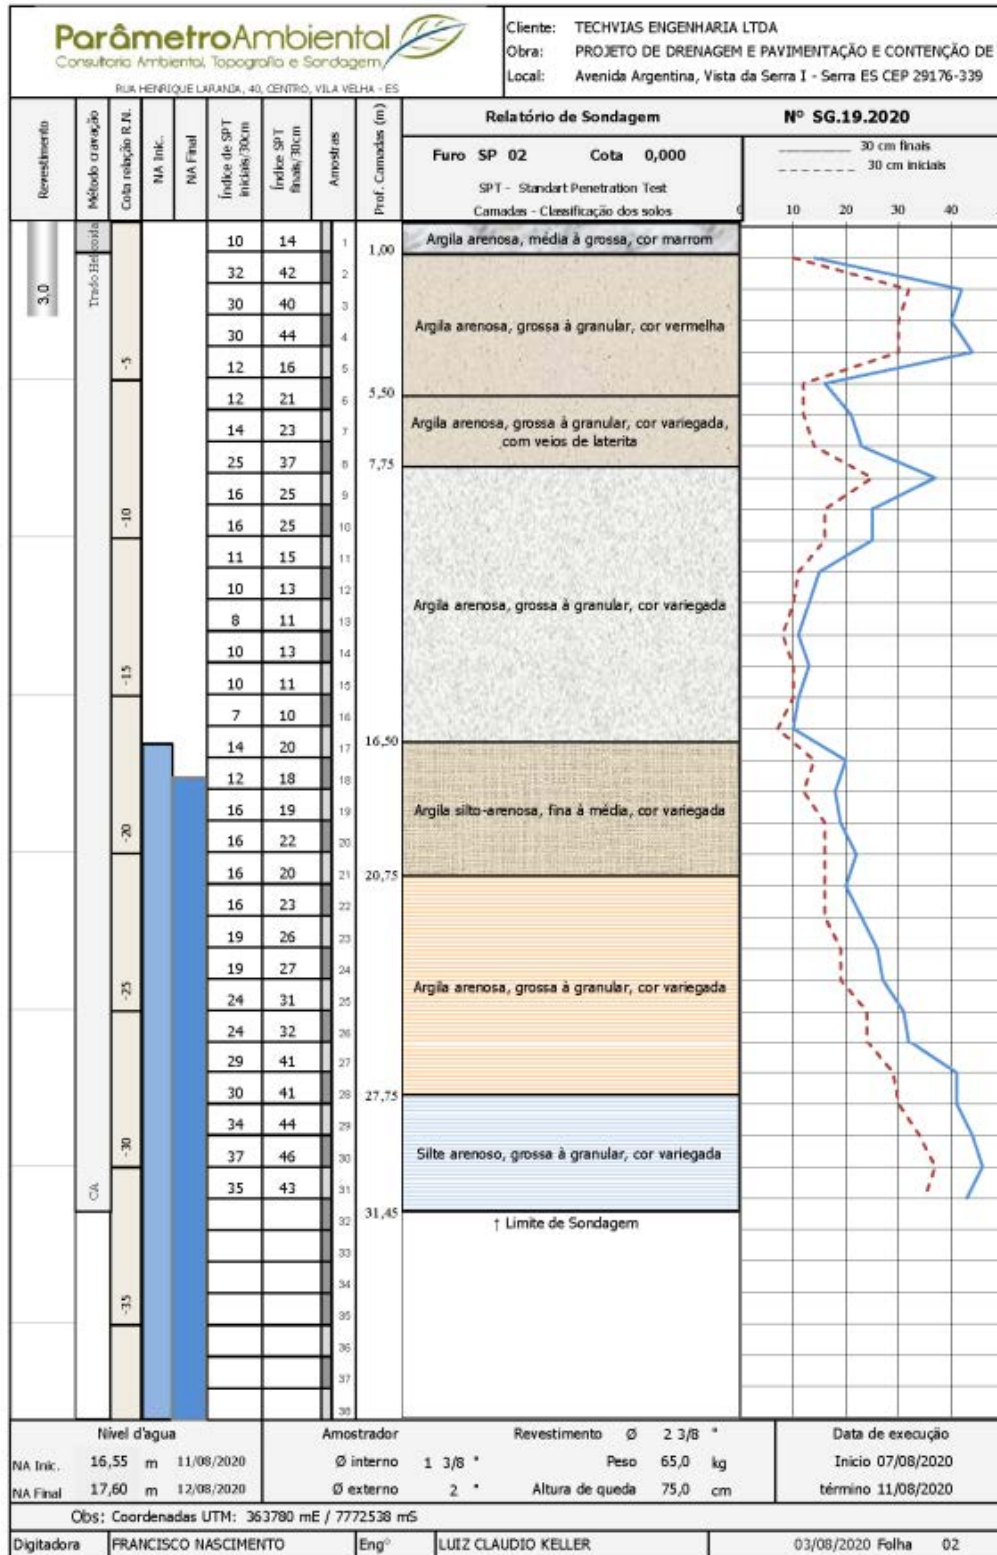 ParâmetroAmbiental
Consultoria Ambiental, Topografia e Sondagem
RUA HENRIQUE LARANJA, 40, CENTRO, VILA VELHA - ES
Cliente: TECHVIAS ENGENHARIA LTDA
Obra: PROJETO DE DRENAGEM E PAVIMENTAÇÃO E CONTENÇÃO DE
Local: Avenida Argentina, Vista da Serra I - Serra ES CEP 29176-339
Revestimento
Método cravação
Cota relação R.N.
NA Inic.
NA Final
Índice de SPT iniciais/30cm
Índice SPT finais/30cm
Amostras
Prof. Camadas (m)
Relatório de Sondagem
Nº SG.19.2020
Furo SP 02 Cota 0,000
SPT - Standart Penetration Test
Camadas - Classificação dos solos
30 cm finais
30 cm iniciais
0 10 20 30 40
3,0
Trado Helicoidal
CA
-5
-10
-15
-20
-25
-30
-35
10 14 1
32 42 2
30 40 3
30 44 4
12 16 5
12 21 6
14 23 7
25 37 8
16 25 9
16 25 10
11 15 11
10 13 12
8 11 13
10 13 14
10 11 15
7 10 16
14 20 17
12 18 18
16 19 19
16 22 20
16 20 21
16 23 22
19 26 23
19 27 24
24 31 25
24 32 26
29 41 27
30 41 28
34 44 29
37 46 30
35 43 31
32
33
34
35
36
37
38
1,00
5,50
7,75
16,50
20,75
27,75
31,45
Argila arenosa, média à grossa, cor marrom
Argila arenosa, grossa à granular, cor vermelha
Argila arenosa, grossa à granular, cor variegada,
com veios de laterita
Argila arenosa, grossa à granular, cor variegada
Argila silto-arenosa, fina à média, cor variegada
Argila arenosa, grossa à granular, cor variegada
Silte arenoso, grossa à granular, cor variegada
↑ Limite de Sondagem
Nível d'agua
NA Inic. 16,55 m 11/08/2020
NA Final 17,60 m 12/08/2020
Amostrador
Ø interno 1 3/8 "
Ø externo 2 "
Revestimento Ø 2 3/8 "
Peso 65,0 kg
Altura de queda 75,0 cm
Data de execução
Inicio 07/08/2020
término 11/08/2020
Obs: Coordenadas UTM: 363780 mE / 7772538 mS
Digitadora FRANCISCO NASCIMENTO Engº LUIZ CLAUDIO KELLER 03/08/2020 Folha 02